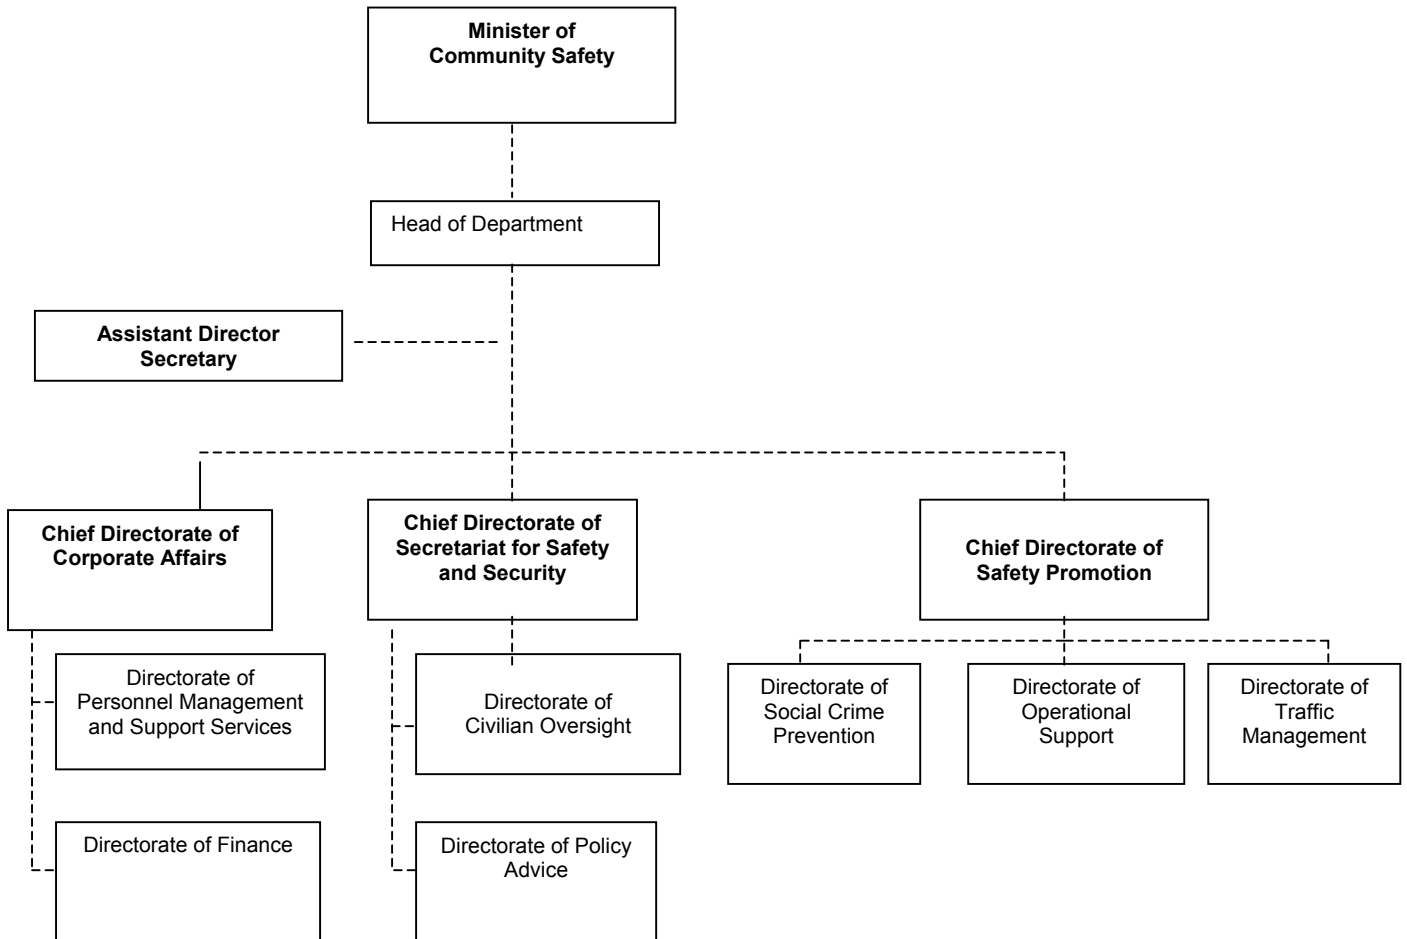 Minister of
Community Safety
Head of Department
Assistant Director
Secretary
Chief Directorate of
Corporate Affairs
Chief Directorate of
Secretariat for Safety
and Security
Chief Directorate of
Safety Promotion
Directorate of
Personnel Management
and Support Services
Directorate of
Civilian Oversight
Directorate of
Social Crime
Prevention
Directorate of
Operational
Support
Directorate of
Traffic
Management
Directorate of Finance
Directorate of Policy
Advice